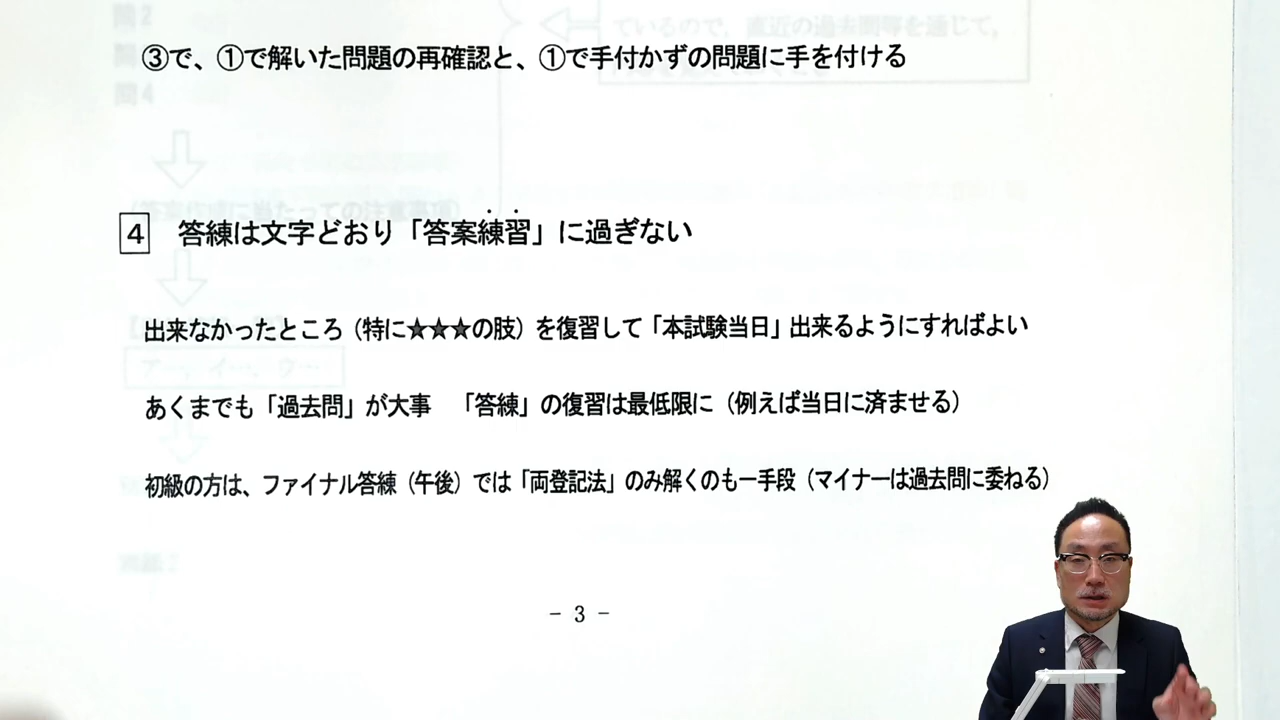 ③で、①で解いた問題の再確認と、①で手付かずの問題に手を付ける
4 答練は文字どおり「答案練習」に過ぎない
出来なかったところ（特に★★★の肢）を復習して「本試験当日」出来るようにすればよい
あくまでも「過去問」が大事 「答練」の復習は最低限に（例えば当日に済ませる）
初級の方は、ファイナル答練（午後）では「両登記法」のみ解くのも一手段（マイナーは過去問に委ねる）
- 3 -